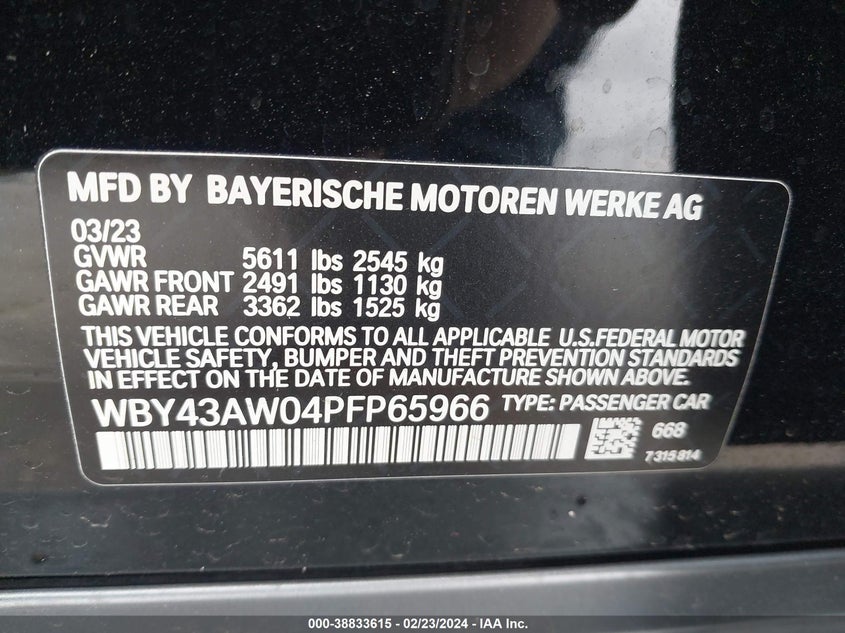 MFD BY BAYERISCHE MOTOREN WERKE AG
03/23
GVWR 5611 lbs 2545 kg
GAWR FRONT 2491 lbs 1130 kg
GAWR REAR 3362 lbs 1525 kg
THIS VEHICLE CONFORMS TO ALL APPLICABLE U.S.FEDERAL MOTOR
VEHICLE SAFETY, BUMPER AND THEFT PREVENTION STANDARDS
IN EFFECT ON THE DATE OF MANUFACTURE SHOWN ABOVE.
WBY43AW04PFP65966 TYPE: PASSENGER CAR
668
7315814
000-38833615 - 02/23/2024 - IAA Inc.